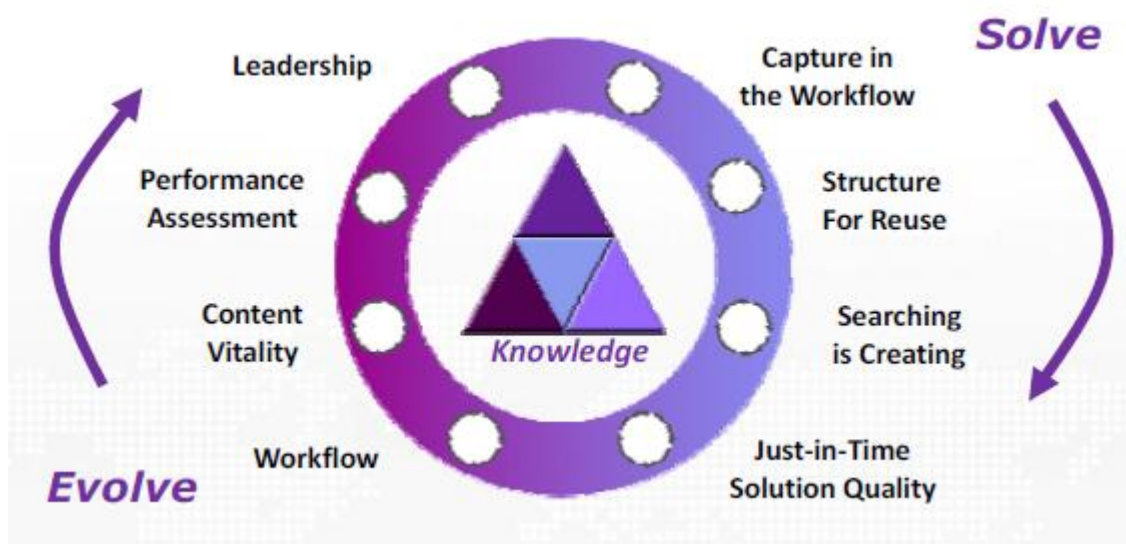 Solve
Capture in
the Workflow
Structure
For Reuse
Searching
is Creating
Just-in-Time
Solution Quality
Evolve
Workflow
Content
Vitality
Performance
Assessment
Leadership
Knowledge